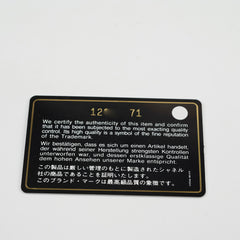 12 71
We certify the authenticity of this item and confirm
that it has been subjected to the most exacting quality
control. Its high quality is a symbol of the fine reputation
of the Trademark.
Wir bestätigen, dass es sich um einen Artikel handelt,
der während seiner Herstellung strengsten Kontrollen
unterworfen war, und dessen erstklassige Qualität
dem hohen Ansehen unserer Marke entspricht.
この製品は厳しい管理のもとに製造されたシャネル
社の商品であることを証明いたします。
このブランド・マークは最高級品質の象徴です。